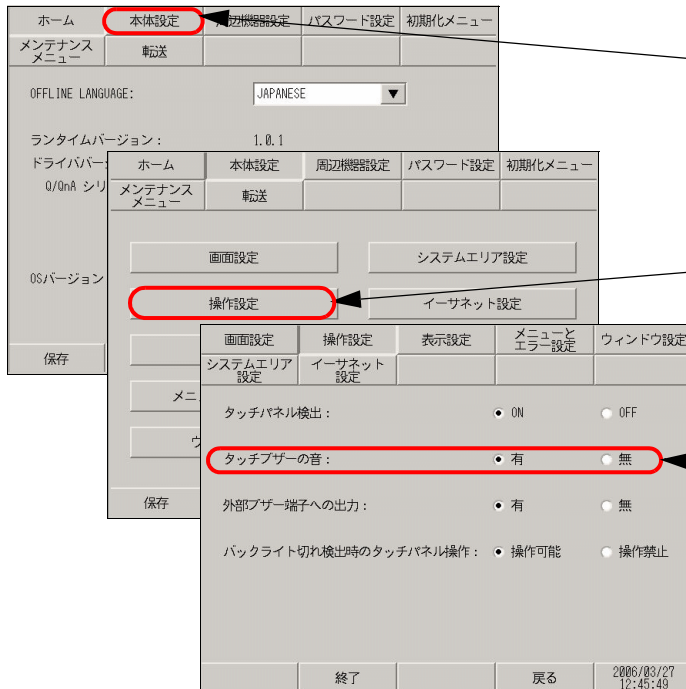 ホーム 本体設定 周辺機器設定 パスワード設定 初期化メニュー
メンテナンス
メニュー 転送
OFFLINE LANGUAGE: JAPANESE
ランタイムバージョン: 1.0.1
ドライババー
Q/QnA シリ
OSバージョン
保存
ホーム 本体設定 周辺機器設定 パスワード設定 初期化メニュー
メンテナンス
メニュー 転送
画面設定 システムエリア設定
操作設定 イーサネット設定
メニ
保存
画面設定 操作設定 表示設定 メニューと
エラー設定 ウィンドウ設定
システムエリア
設定 イーサネット
設定
タッチパネル検出: ON OFF
タッチブザーの音: 有 無
外部ブザー端子への出力: 有 無
バックライト切れ検出時のタッチパネル操作: 操作可能 操作禁止
終了 戻る 2006/03/27
12:45:49